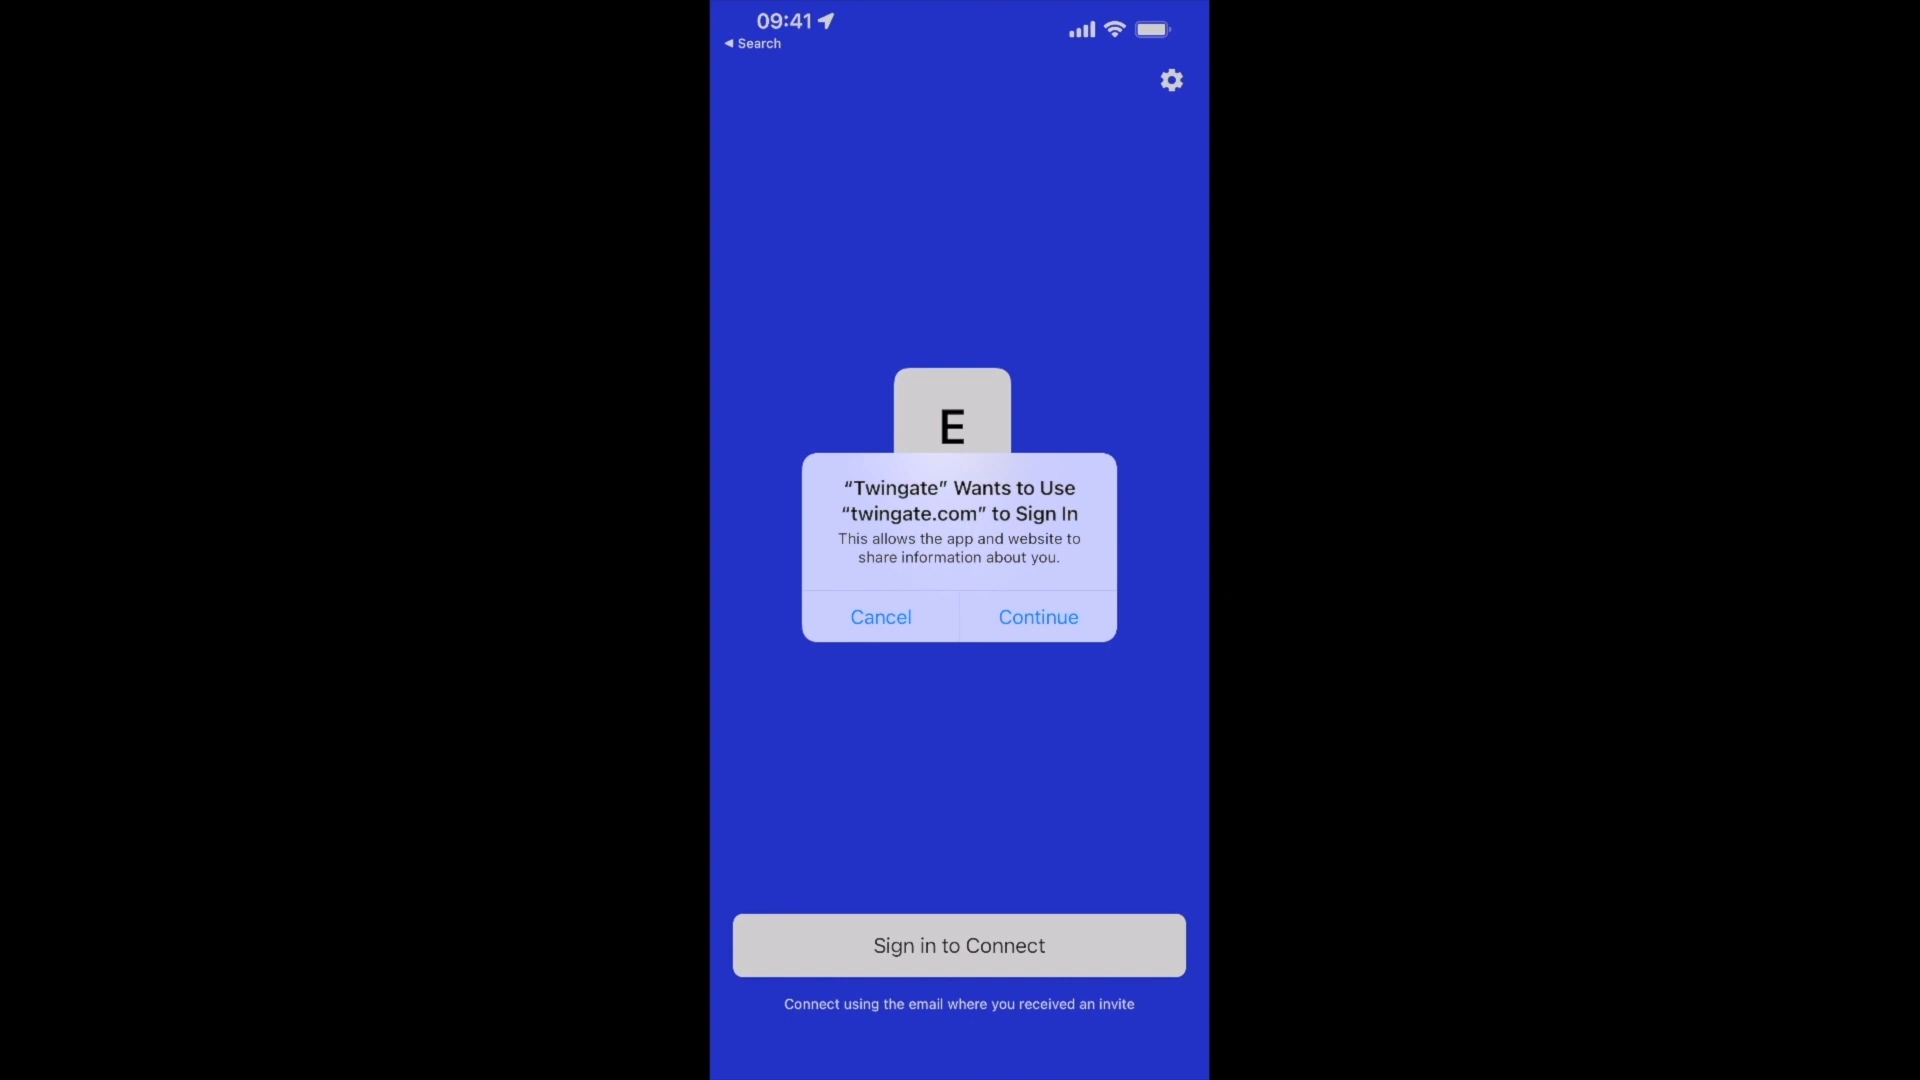 09:41
◀ Search
E
“Twingate” Wants to Use
“twingate.com” to Sign In
This allows the app and website to
share information about you.
Cancel
Continue
Sign in to Connect
Connect using the email where you received an invite